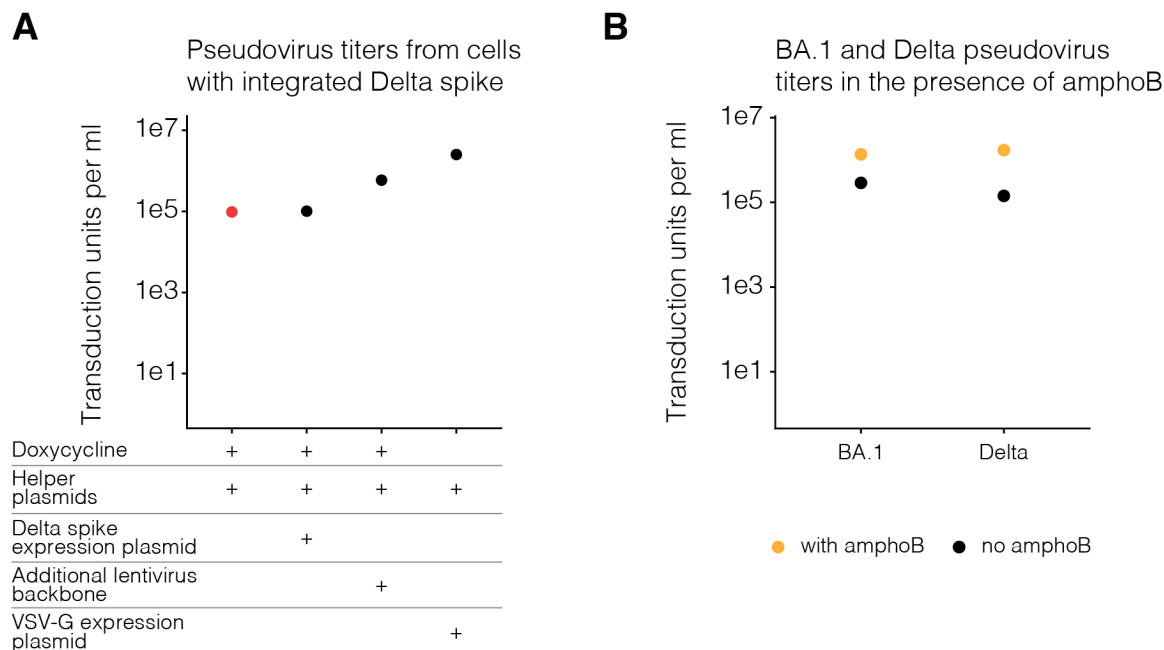 A
Pseudovirus titers from cells
with integrated Delta spike
Transduction units per ml
1e7
1e5
1e3
1e1
Doxycycline + + +
Helper
plasmids + + + +
Delta spike
expression plasmid +
Additional lentivirus
backbone +
VSV-G expression
plasmid +
B
BA.1 and Delta pseudovirus
titers in the presence of amphoB
Transduction units per ml
1e7
1e5
1e3
1e1
BA.1 Delta
with amphoB no amphoB